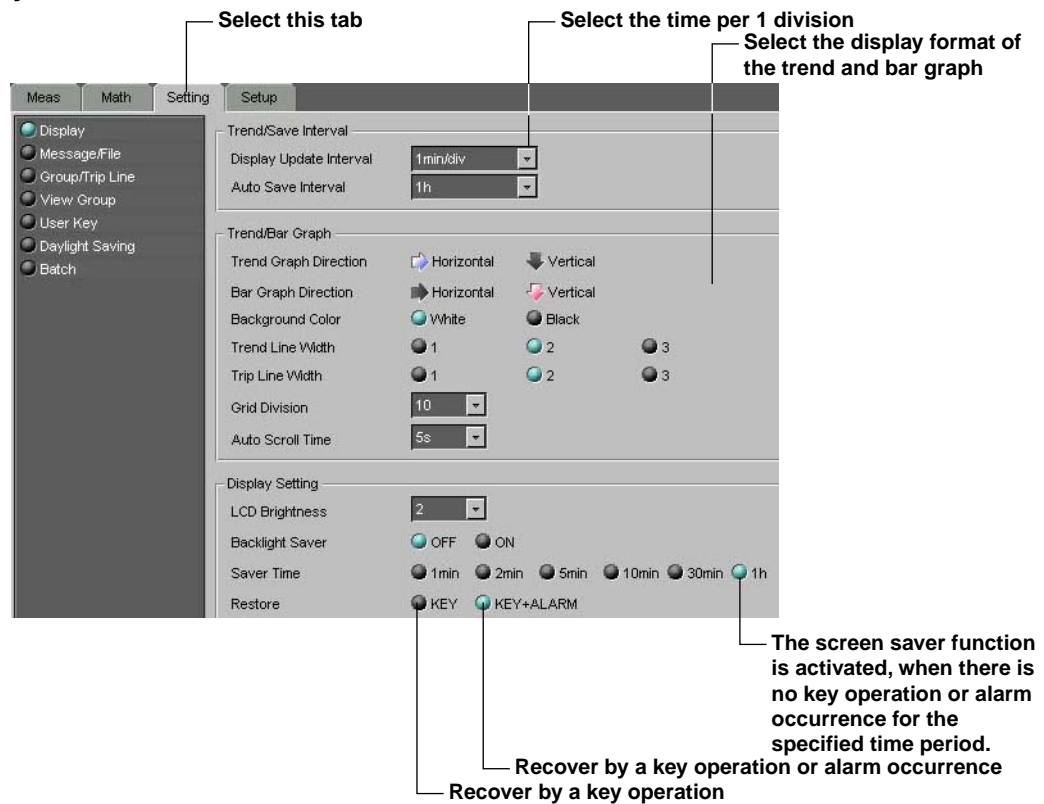 Select this tab
Select the time per 1 division
Select the display format of
the trend and bar graph
Meas Math Setting Setup
Display
Message/File
Group/Trip Line
View Group
User Key
Daylight Saving
Batch
Trend/Save Interval
Display Update Interval 1min/div
Auto Save Interval 1h
Trend/Bar Graph
Trend Graph Direction Horizontal Vertical
Bar Graph Direction Horizontal Vertical
Background Color White Black
Trend Line Width 1 2 3
Trip Line Width 1 2 3
Grid Division 10
Auto Scroll Time 5s
Display Setting
LCD Brightness 2
Backlight Saver OFF ON
Saver Time 1min 2min 5min 10min 30min 1h
Restore KEY KEY+ALARM
The screen saver function
is activated, when there is
no key operation or alarm
occurrence for the
specified time period.
Recover by a key operation or alarm occurrence
Recover by a key operation